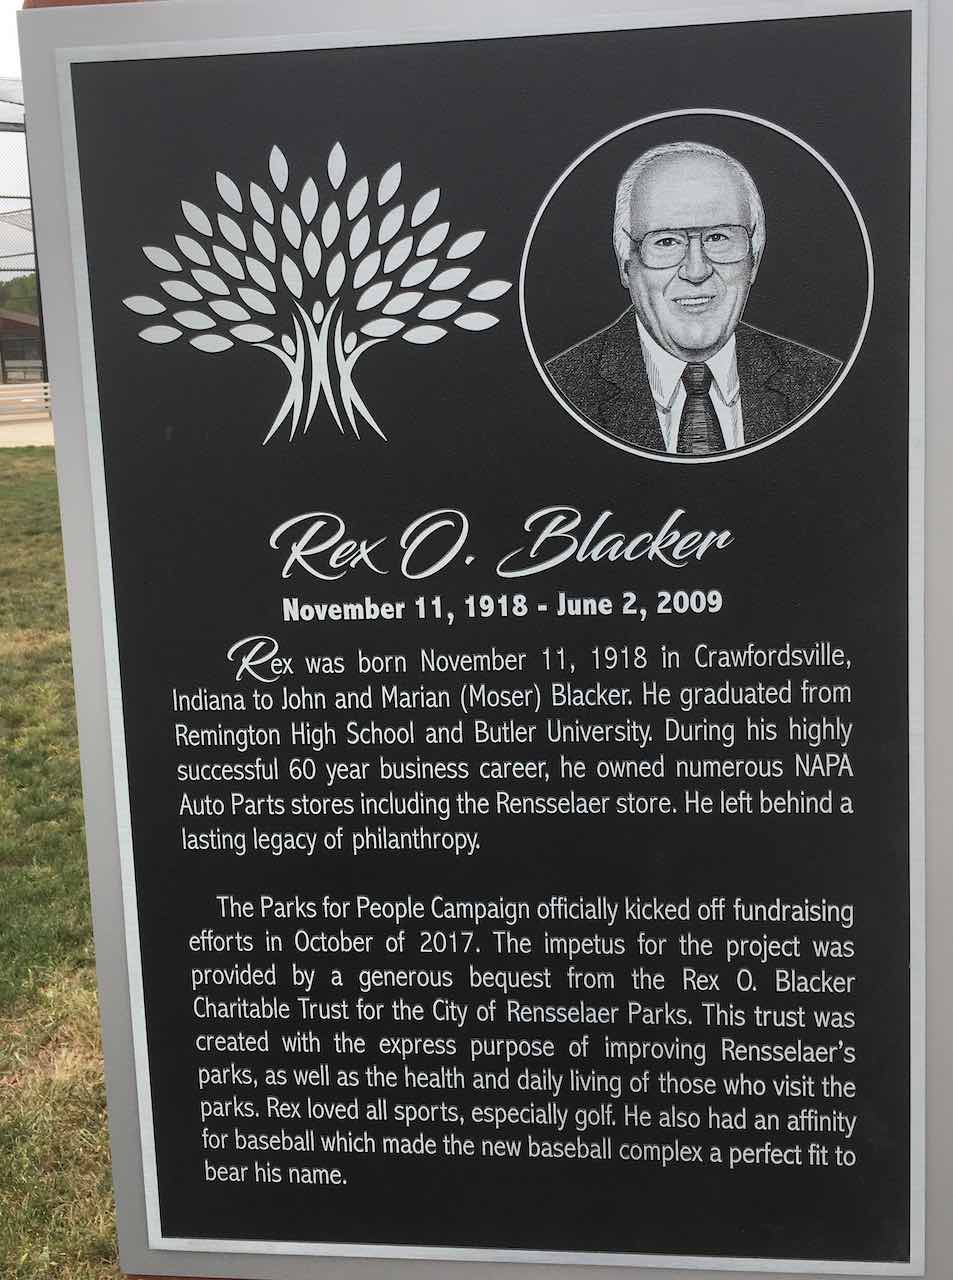 Rex O. Blacker
November 11, 1918 - June 2, 2009
Rex was born November 11, 1918 in Crawfordsville,
Indiana to John and Marian (Moser) Blacker. He graduated from
Remington High School and Butler University. During his highly
successful 60 year business career, he owned numerous NAPA
Auto Parts stores including the Rensselaer store. He left behind a
lasting legacy of philanthropy.
The Parks for People Campaign officially kicked off fundraising
efforts in October of 2017. The impetus for the project was
provided by a generous bequest from the Rex O. Blacker
Charitable Trust for the City of Rensselaer Parks. This trust was
created with the express purpose of improving Rensselaer's
parks, as well as the health and daily living of those who visit the
parks. Rex loved all sports, especially golf. He also had an affinity
for baseball which made the new baseball complex a perfect fit to
bear his name.